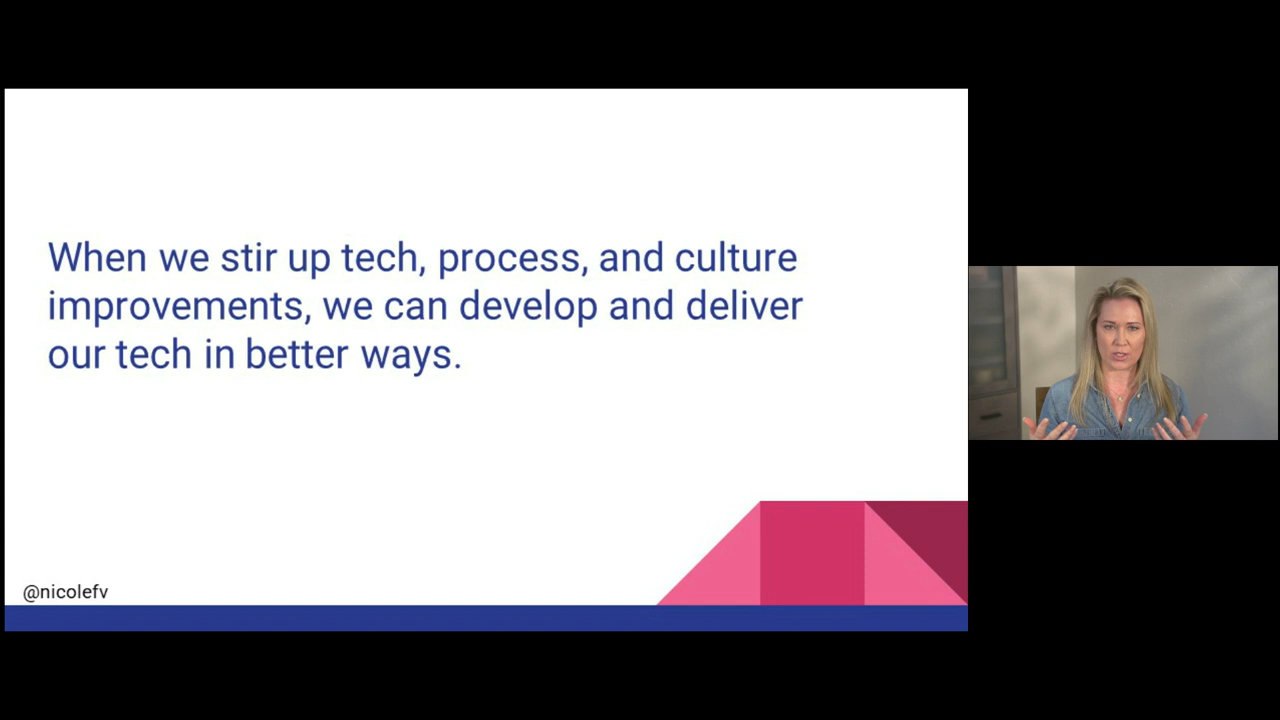 When we stir up tech, process, and culture
improvements, we can develop and deliver
our tech in better ways.
@nicolefv